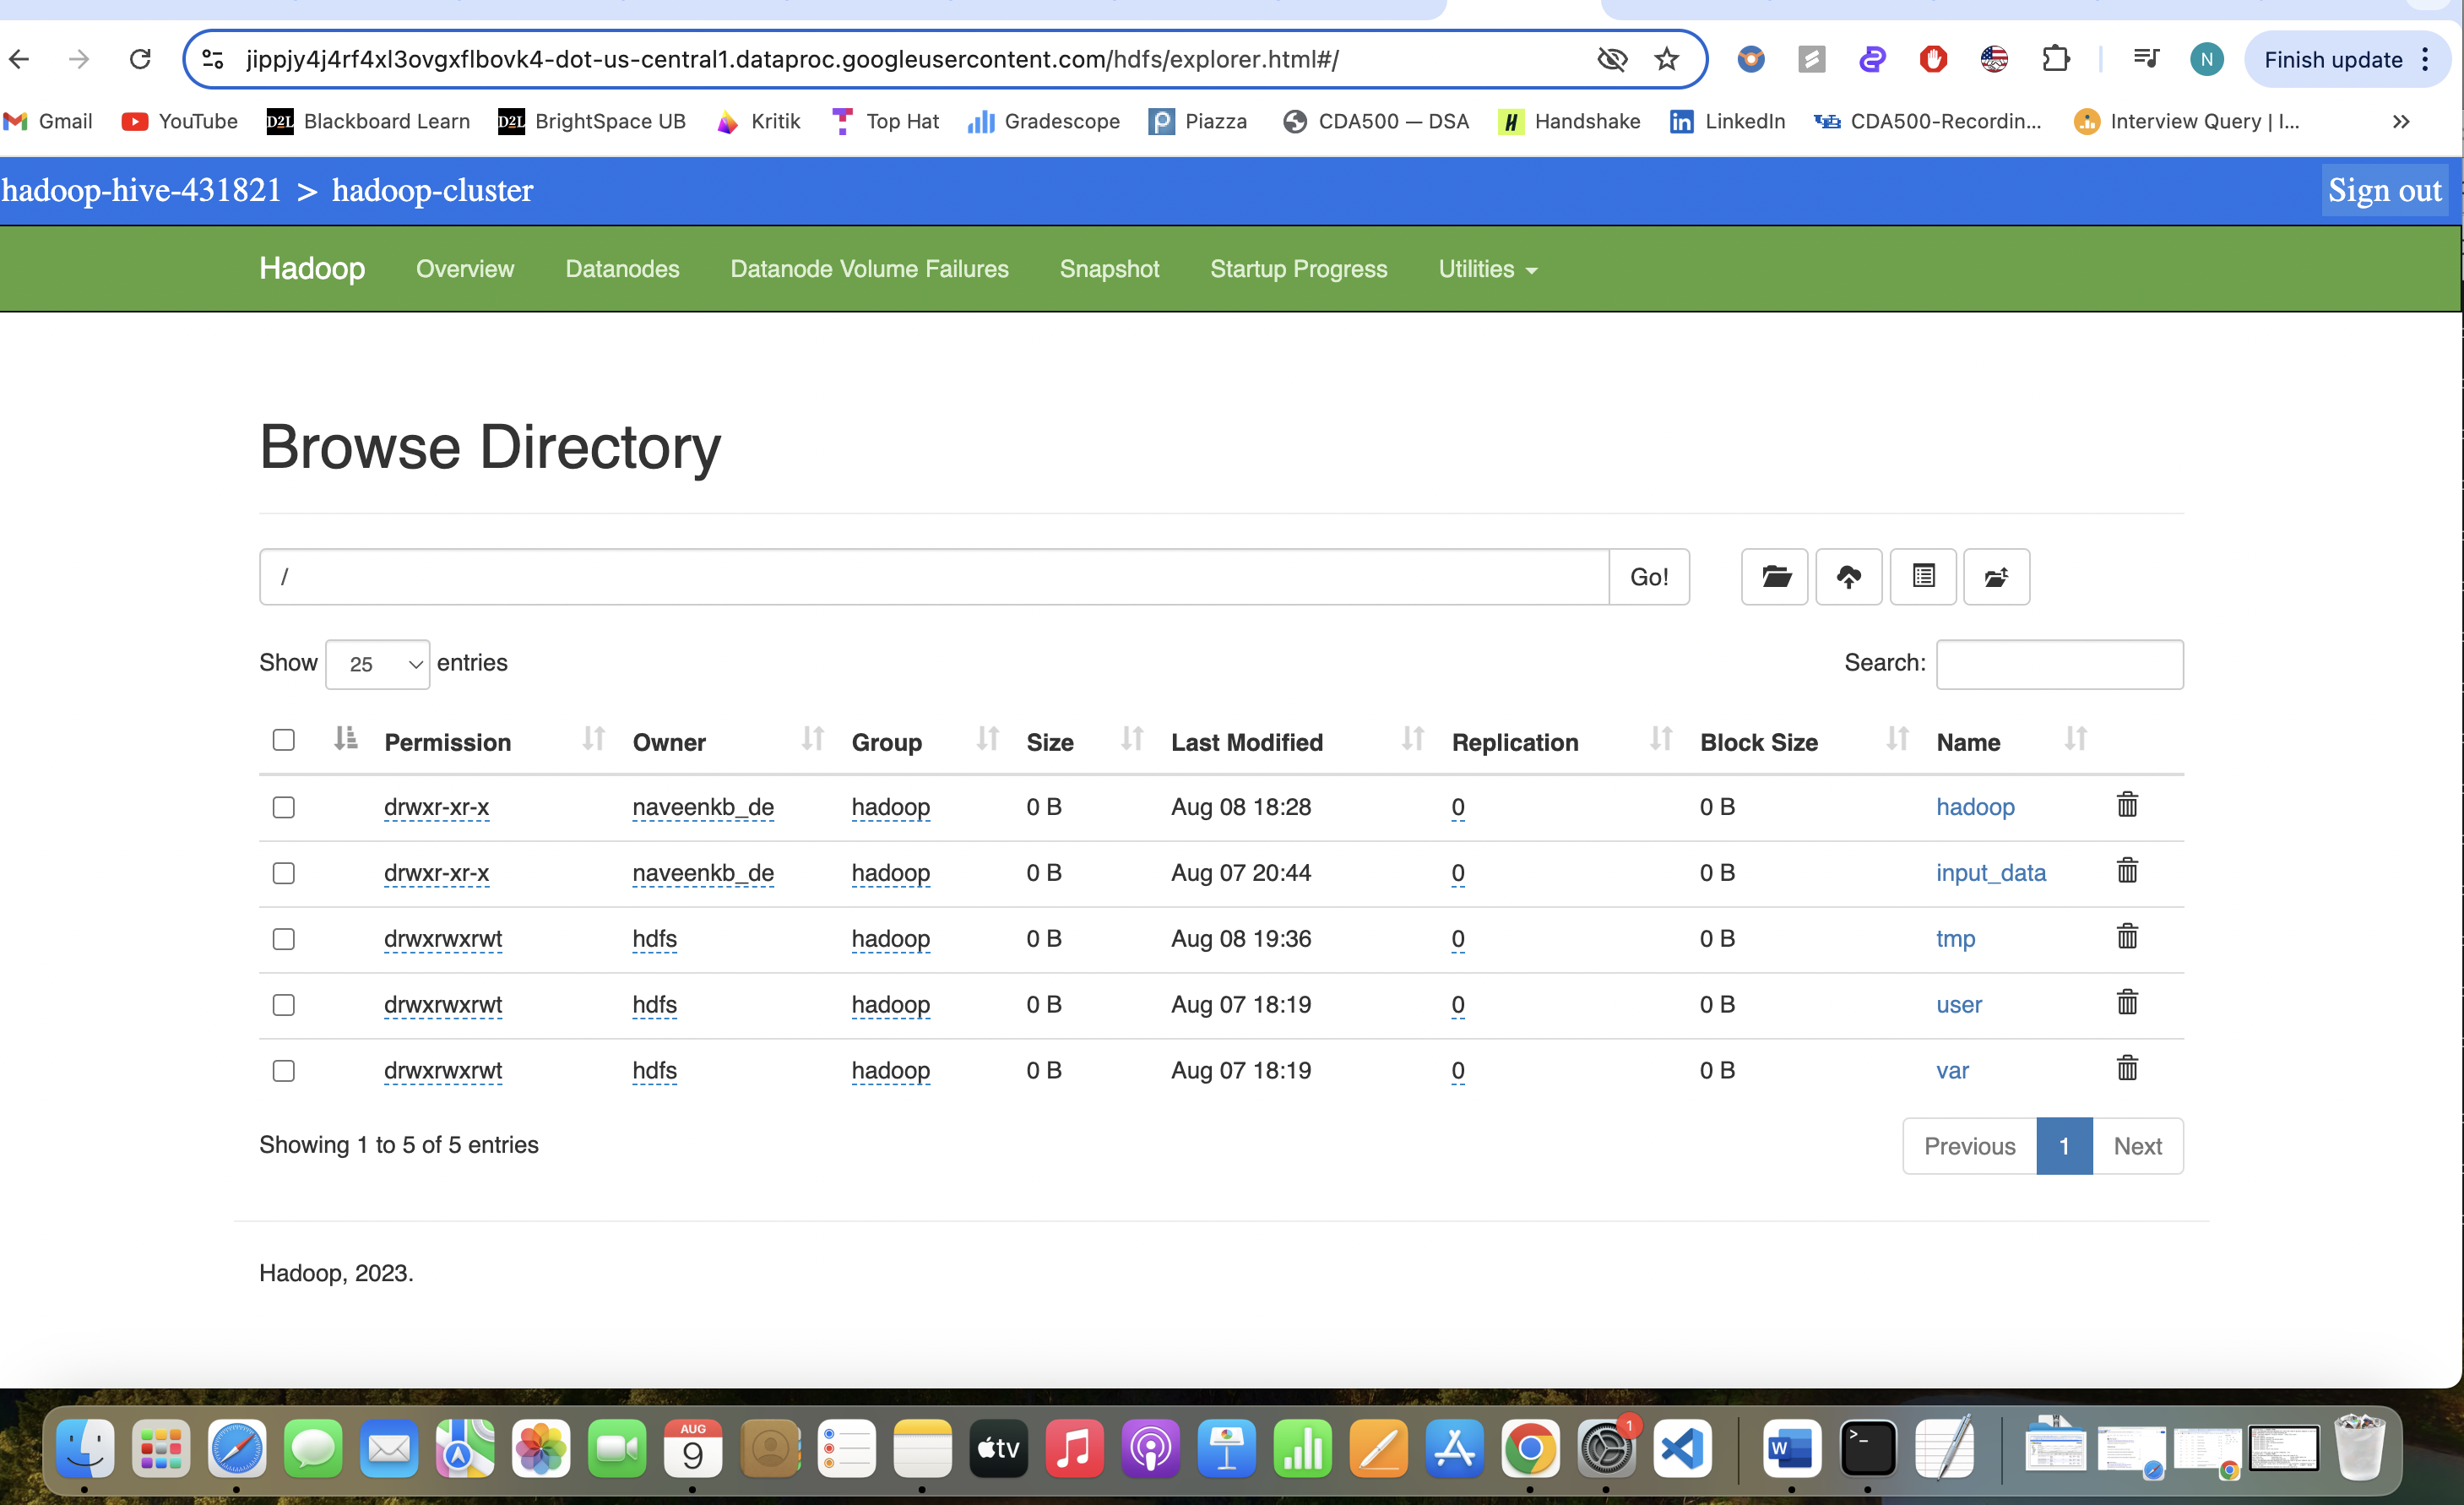 jippjy4j4rf4xl3ovgxflbovk4-dot-us-central1.dataproc.googleusercontent.com/hdfs/explorer.html#/ N Finish update
Gmail YouTube D2L Blackboard Learn D2L BrightSpace UB Kritik Top Hat Gradescope Piazza CDA500 — DSA Handshake LinkedIn CDA500-Recordin... Interview Query | I...
hadoop-hive-431821 > hadoop-cluster Sign out
Hadoop Overview Datanodes Datanode Volume Failures Snapshot Startup Progress Utilities
Browse Directory
/ Go!
Show 25 entries Search:
Permission Owner Group Size Last Modified Replication Block Size Name
drwxr-xr-x naveenkb_de hadoop 0 B Aug 08 18:28 0 0 B hadoop
drwxr-xr-x naveenkb_de hadoop 0 B Aug 07 20:44 0 0 B input_data
drwxrwxrwt hdfs hadoop 0 B Aug 08 19:36 0 0 B tmp
drwxrwxrwt hdfs hadoop 0 B Aug 07 18:19 0 0 B user
drwxrwxrwt hdfs hadoop 0 B Aug 07 18:19 0 0 B var
Showing 1 to 5 of 5 entries Previous 1 Next
Hadoop, 2023.
AUG
9
tv
1
W
>_